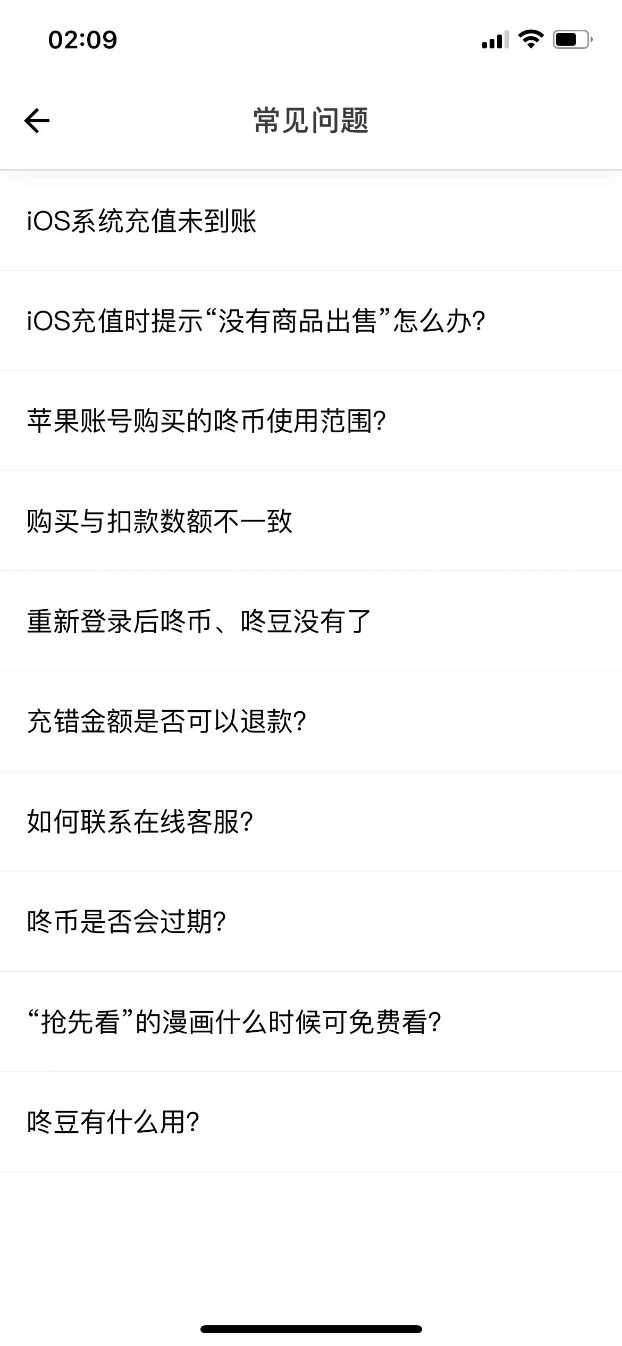 02:09
常见问题
iOS系统充值未到账
iOS充值时提示“没有商品出售”怎么办?
苹果账号购买的咚币使用范围?
购买与扣款数额不一致
重新登录后咚币、咚豆没有了
充错金额是否可以退款?
如何联系在线客服?
咚币是否会过期?
“抢先看”的漫画什么时候可免费看?
咚豆有什么用?